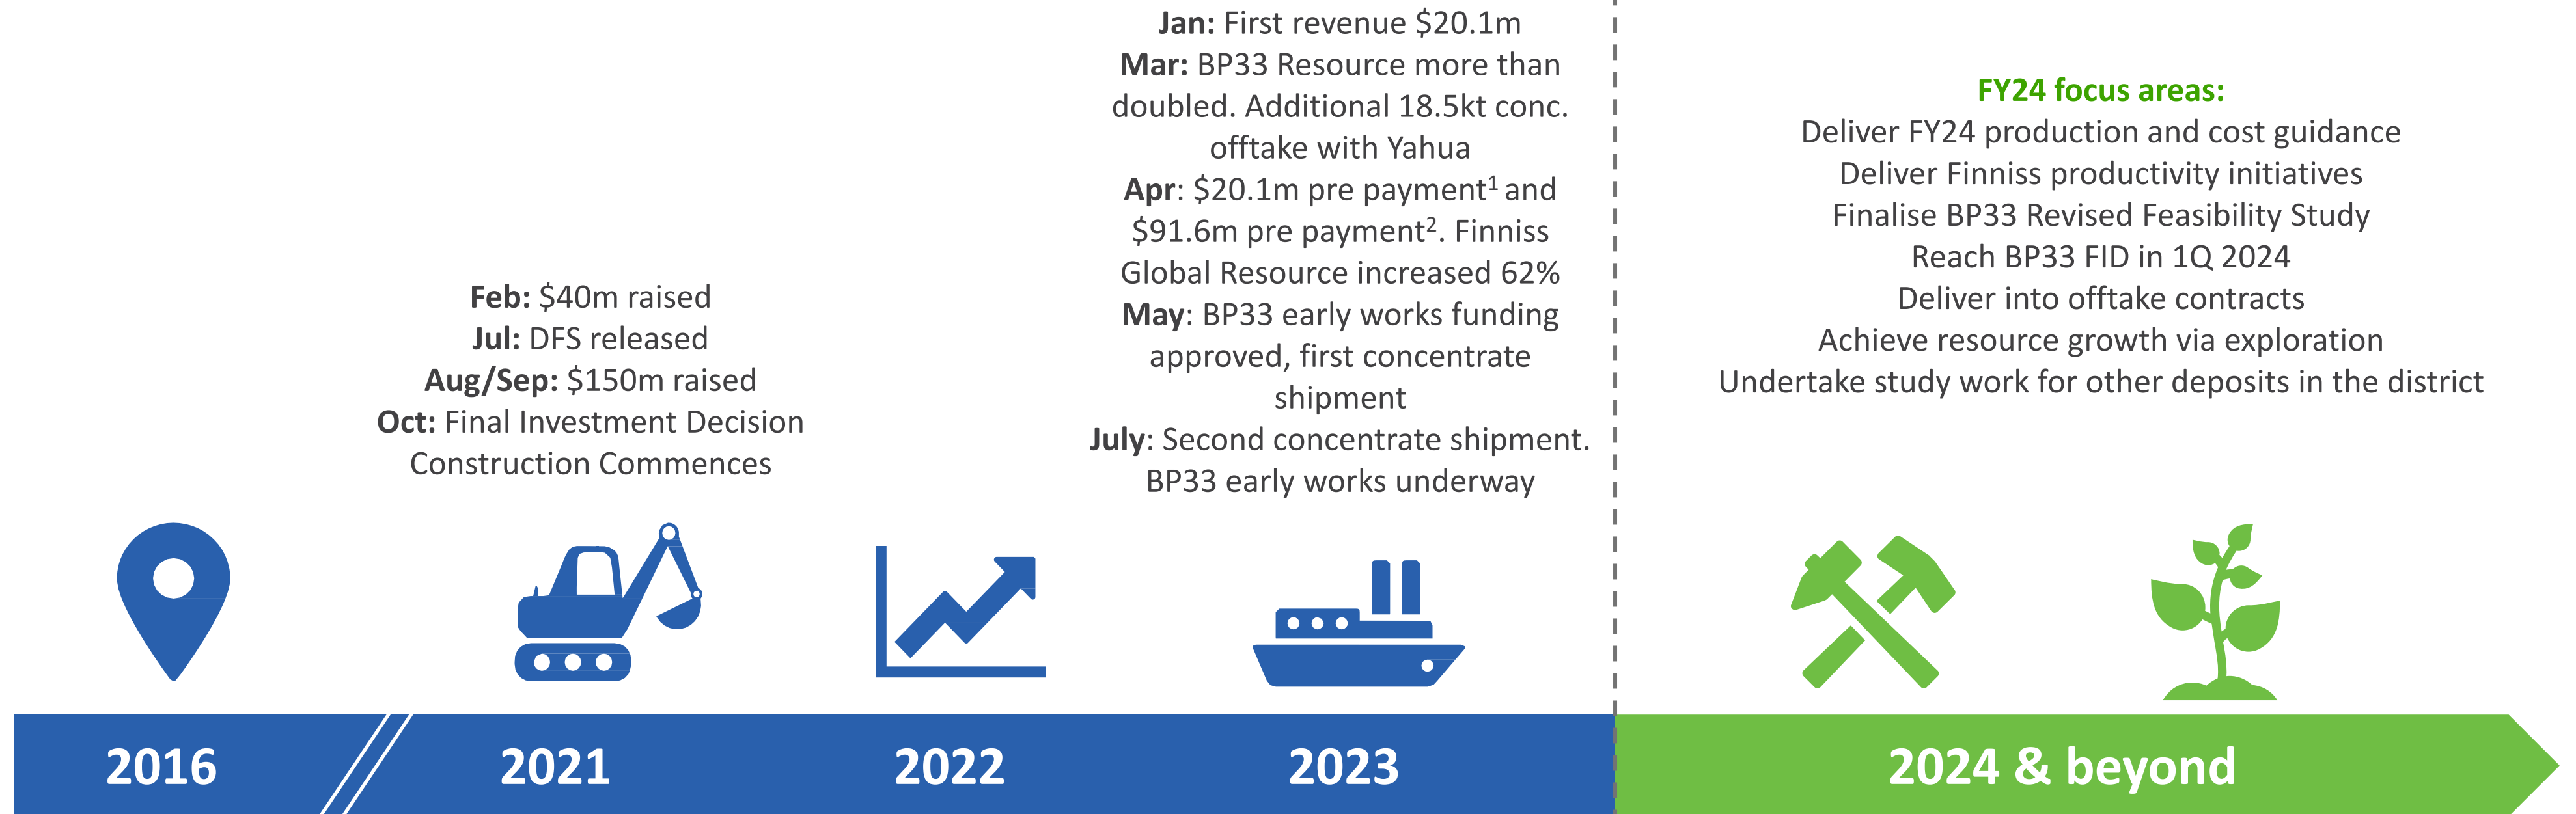 Feb: $40m raised
Jul: DFS released
Aug/Sep: $150m raised
Oct: Final Investment Decision
Construction Commences
Jan: First revenue $20.1m
Mar: BP33 Resource more than
doubled. Additional 18.5kt conc.
offtake with Yahua
Apr: $20.1m pre payment¹ and
$91.6m pre payment². Finniss
Global Resource increased 62%
May: BP33 early works funding
approved, first concentrate
shipment
July: Second concentrate shipment.
BP33 early works underway
FY24 focus areas:
Deliver FY24 production and cost guidance
Deliver Finniss productivity initiatives
Finalise BP33 Revised Feasibility Study
Reach BP33 FID in 1Q 2024
Deliver into offtake contracts
Achieve resource growth via exploration
Undertake study work for other deposits in the district
2016
2021
2022
2023
2024 & beyond